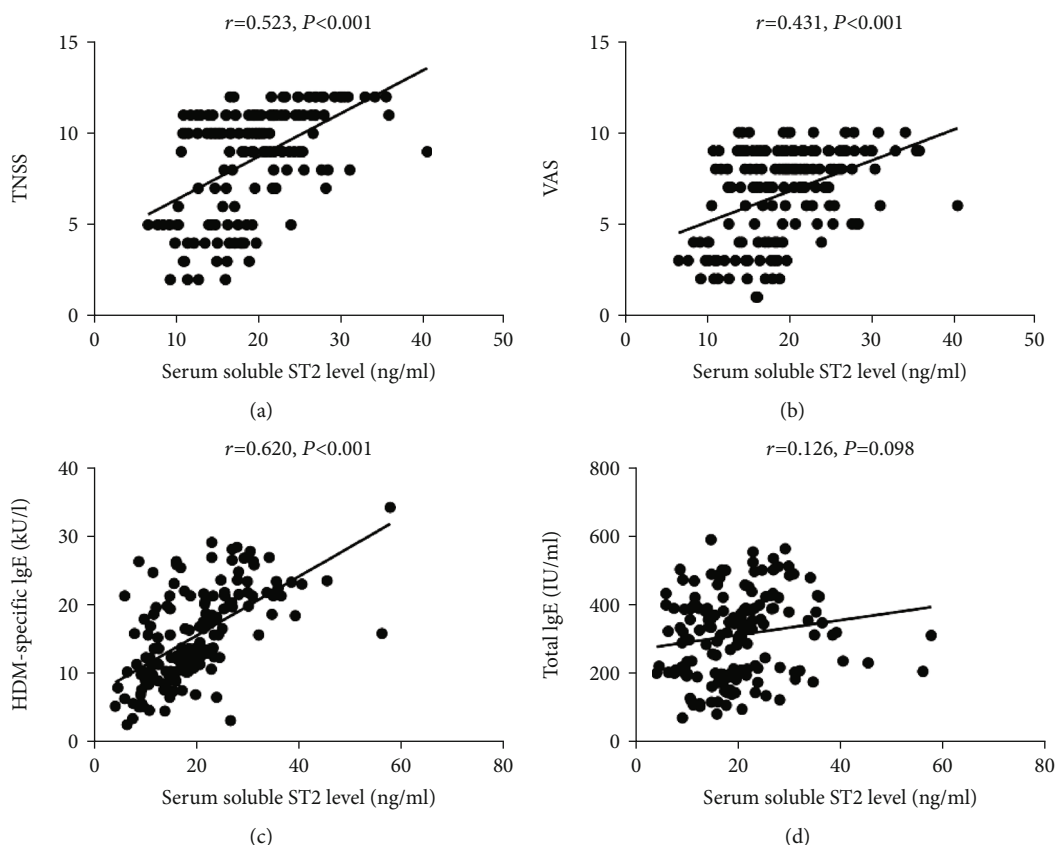 r=0.523, P<0.001
15
10
5
0
TNSS
0 10 20 30 40 50
Serum soluble ST2 level (ng/ml)
(a)
r=0.431, P<0.001
15
10
5
0
VAS
0 10 20 30 40 50
Serum soluble ST2 level (ng/ml)
(b)
r=0.620, P<0.001
40
30
20
10
0
HDM-specific IgE (kU/l)
0 20 40 60 80
Serum soluble ST2 level (ng/ml)
(c)
r=0.126, P=0.098
800
600
400
200
0
Total IgE (IU/ml)
0 20 40 60 80
Serum soluble ST2 level (ng/ml)
(d)